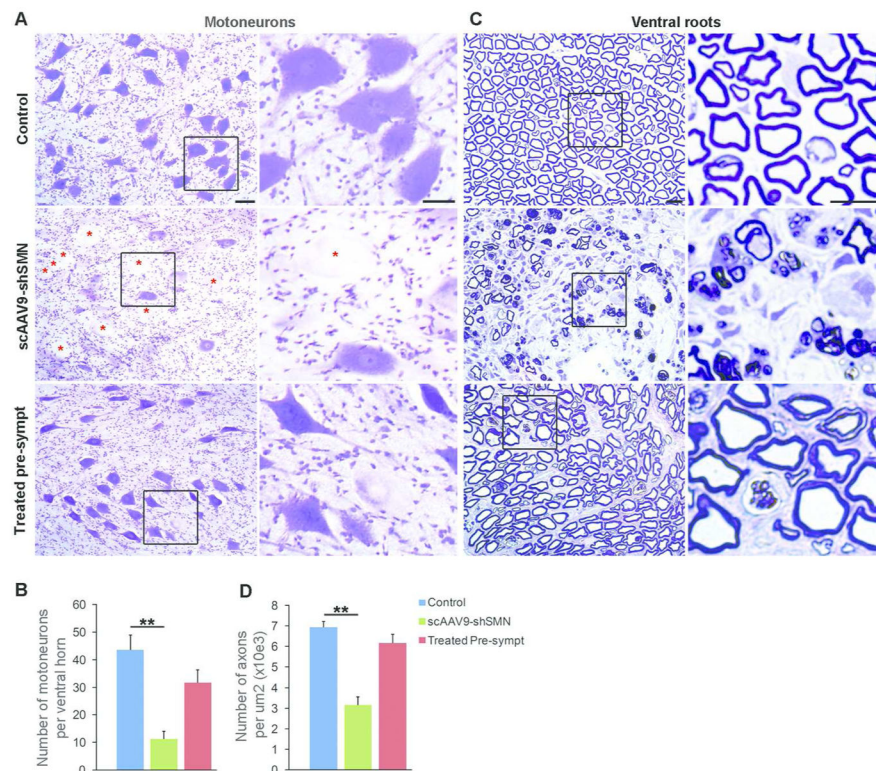 A
Motoneurons
C
Ventral roots
Control
scAAV9-shSMN
Treated pre-sympt
*
*
*
*
*
*
*
*
*
*
B
Number of motoneurons
per ventral horn
60
50
40
30
20
10
0
**
D
Number of axons
per um2 (x10e3)
8
7
6
5
4
3
2
1
0
**
Control
scAAV9-shSMN
Treated Pre-sympt